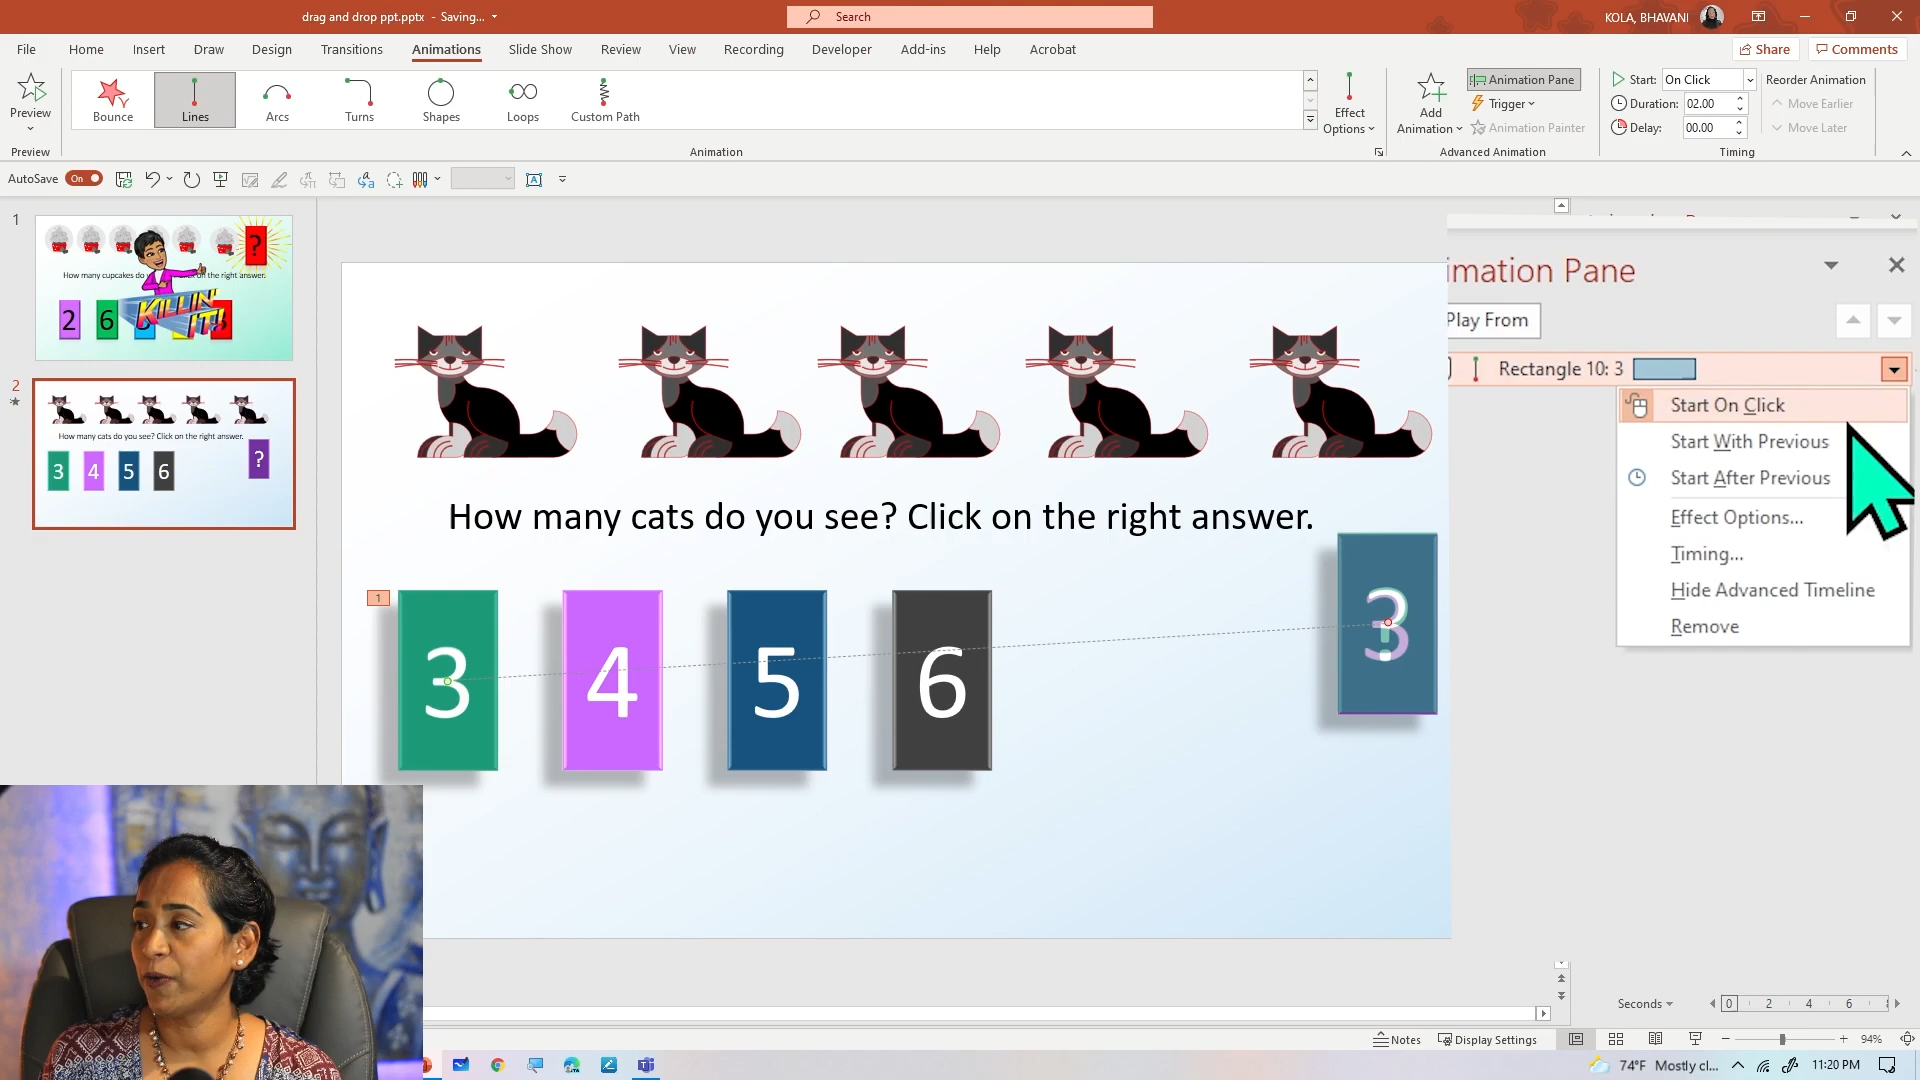 drag and drop ppt.pptx - Saving...
Search
KOLA, BHAVANI
File Home Insert Draw Design Transitions Animations Slide Show Review View Recording Developer Add-ins Help Acrobat
Share Comments
Preview
Bounce Lines Arcs Turns Shapes Loops Custom Path
Effect Options
Add Animation
Animation Pane
Trigger
Animation Painter
Start: On Click
Duration: 02.00
Delay: 00.00
Reorder Animation
Move Earlier
Move Later
Preview Animation Advanced Animation Timing
AutoSave On
1
?
How many cupcakes do
on the right answer.
2 6
KILLIN' IT!
2
How many cats do you see? Click on the right answer.
3 4 5 6 ?
How many cats do you see? Click on the right answer.
1
3 4 5 6
3
imation Pane
Play From
Rectangle 10: 3
Start On Click
Start With Previous
Start After Previous
Effect Options...
Timing...
Hide Advanced Timeline
Remove
Seconds 0 2 4 6
Notes Display Settings 94%
74°F Mostly cl... 11:20 PM